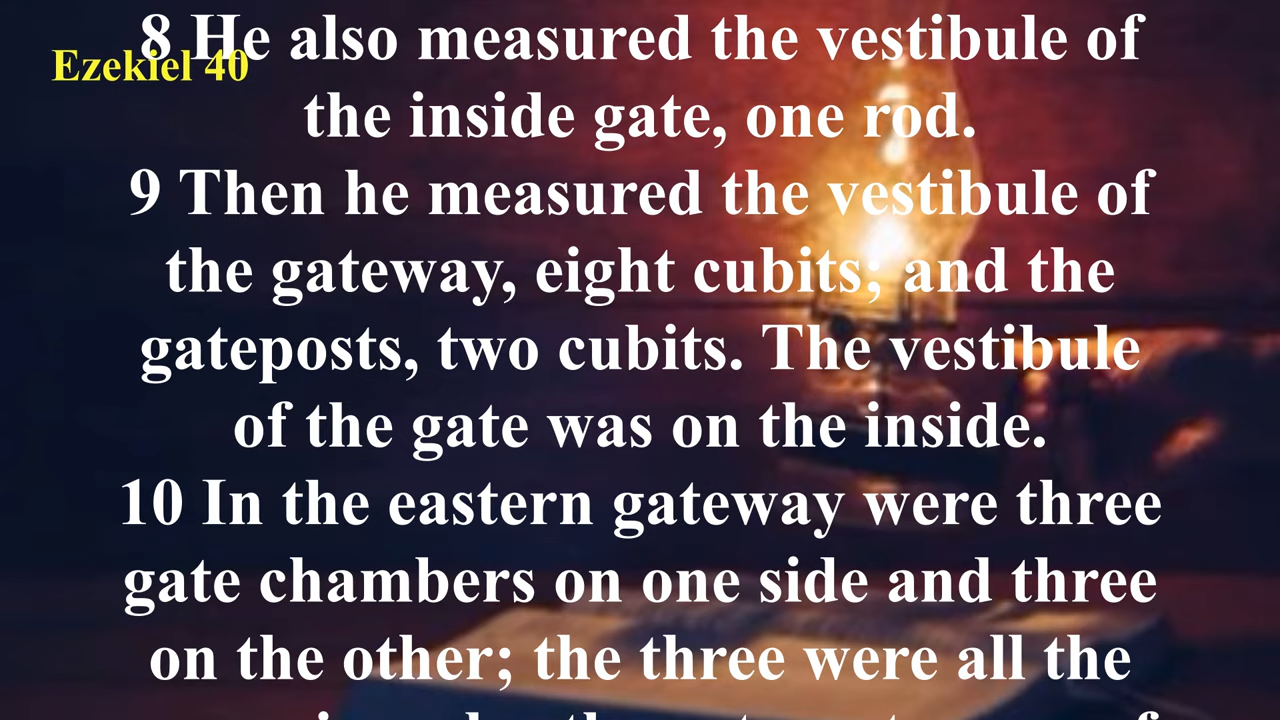 Ezekiel 40
8 He also measured the vestibule of
the inside gate, one rod.
9 Then he measured the vestibule of
the gateway, eight cubits; and the
gateposts, two cubits. The vestibule
of the gate was on the inside.
10 In the eastern gateway were three
gate chambers on one side and three
on the other; the three were all the